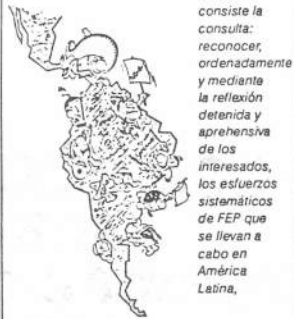 consiste la
consulta:
reconocer,
ordenadamente
y mediante
la reflexión
detenida y
aprehensiva
de los
interesados,
los esfuerzos
sistemáticos
de FEP que
se llevan a
cabo en
América
Latina,